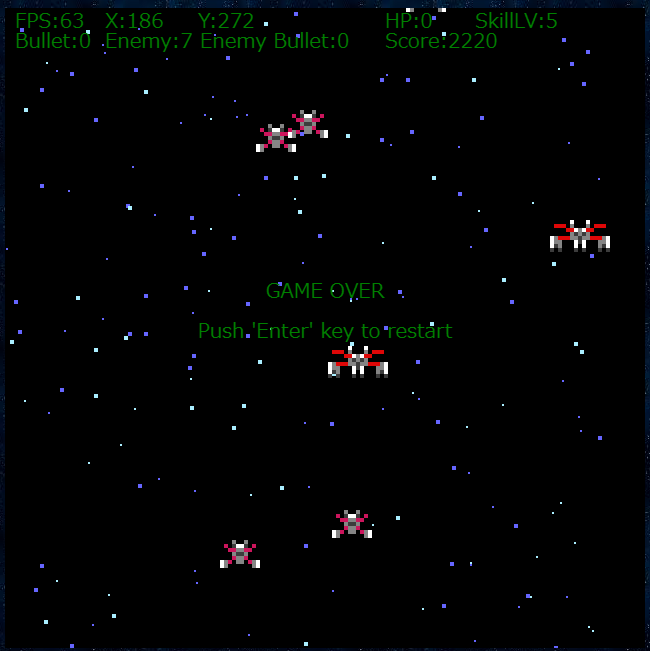 FPS:63 X:186 Y:272 HP:0 SkillLV:5
Bullet:0 Enemy:7 Enemy Bullet:0 Score:2220
GAME OVER
Push 'Enter' key to restart